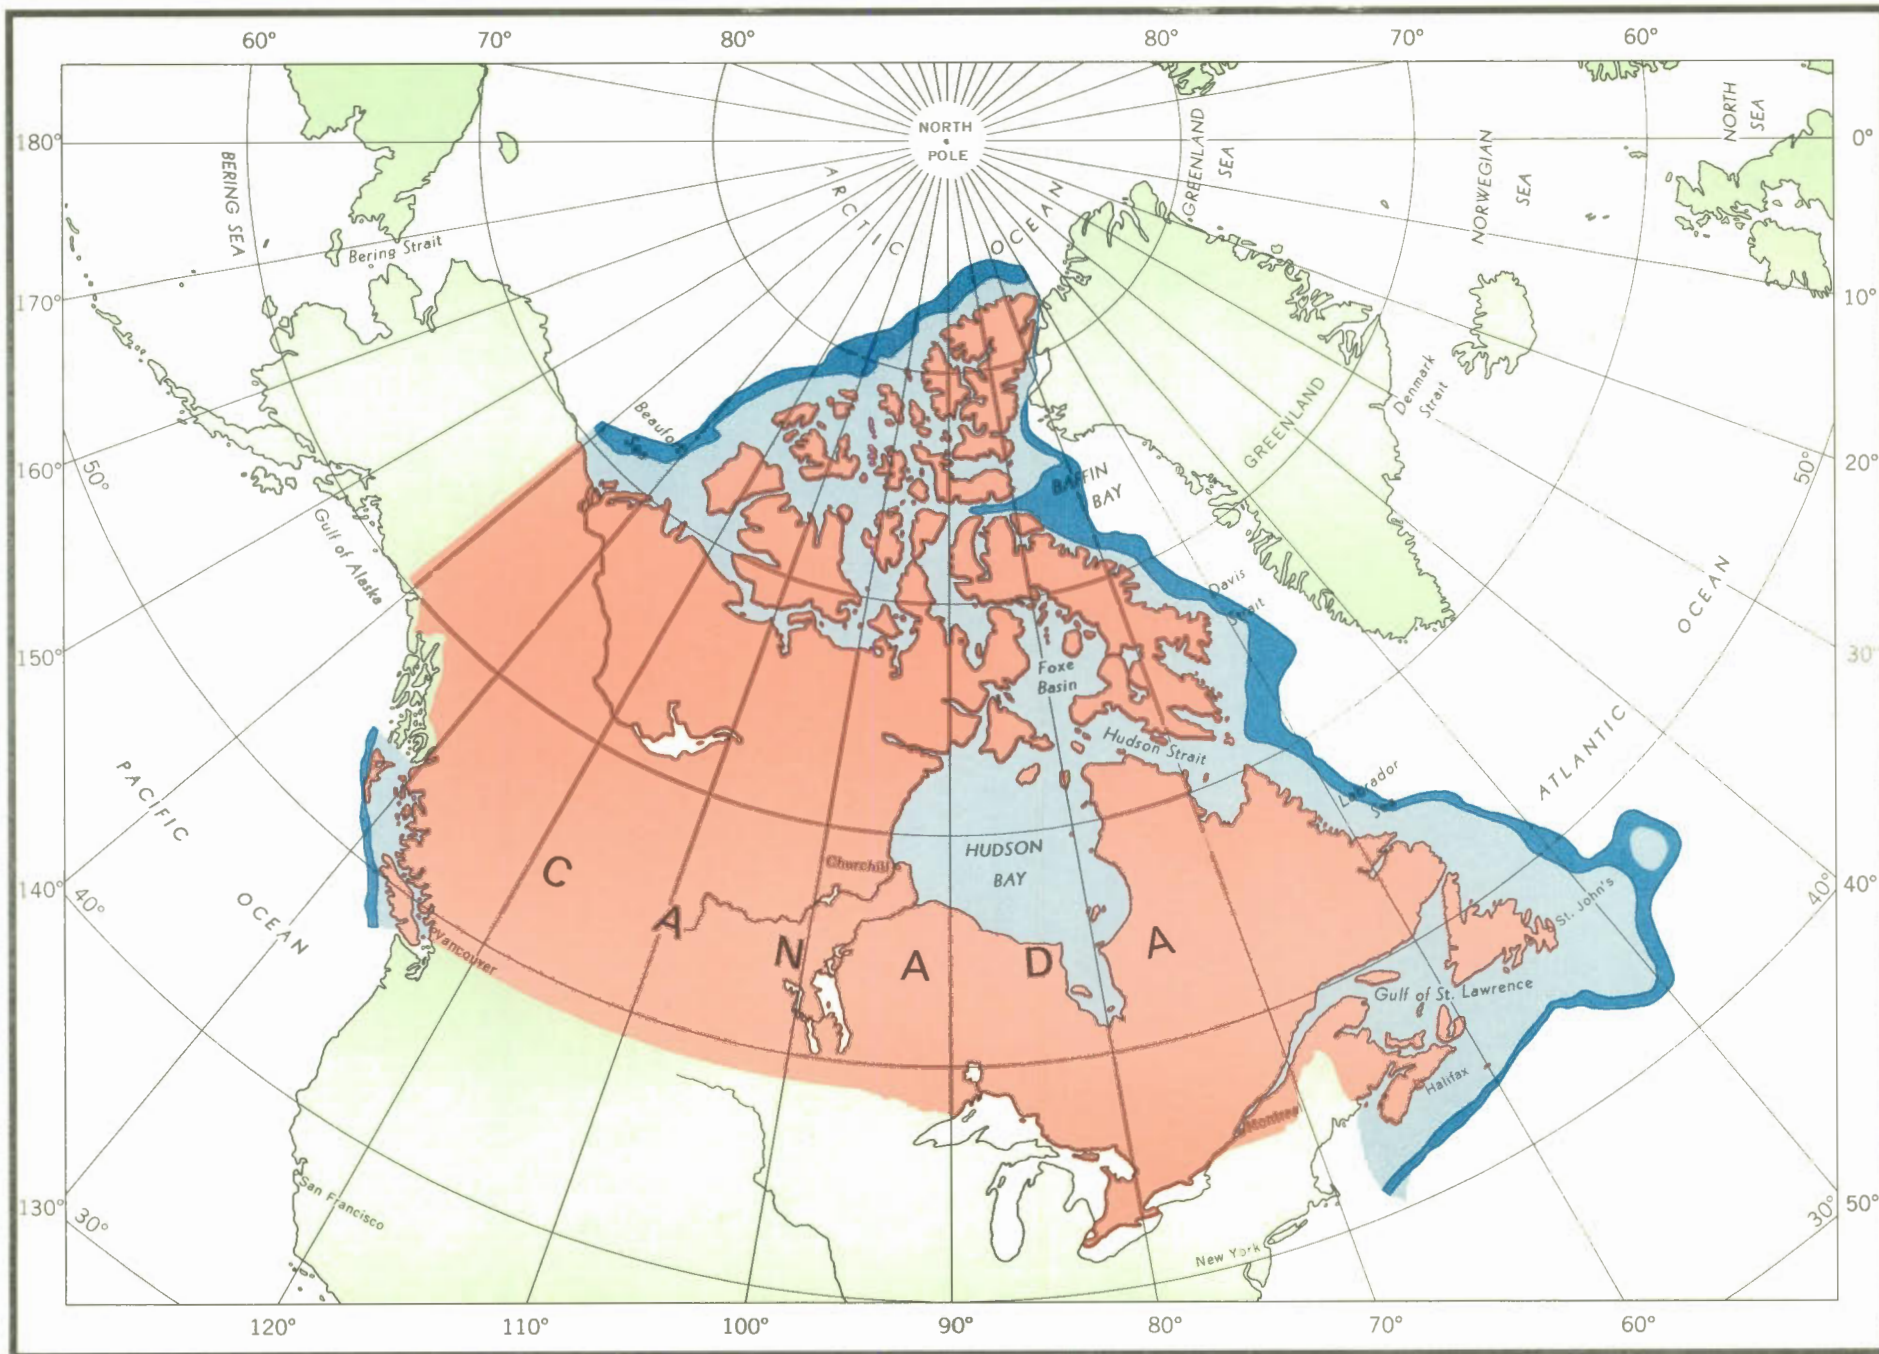 60° 70° 80° 80° 70° 60°
180°
170°
160°
150°
140°
130°
0°
10°
20°
30°
40°
50°
50°
40°
30°
50°
40°
30°
120° 110° 100° 90° 80° 70° 60°
NORTH
POLE
ARCTIC OCEAN
GREENLAND
SEA
NORWEGIAN
SEA
NORTH
SEA
BERING SEA
Bering Strait
Denmark
Strait
GREENLAND
BAFFIN
BAY
Davis
Strait
Gulf of Alaska
Foxe
Basin
Hudson Strait
Labrador
Sea
ATLANTIC OCEAN
PACIFIC OCEAN
HUDSON
BAY
Churchill
CANADA
St. John's
Gulf of St. Lawrence
Halifax
Vancouver
San Francisco
New York